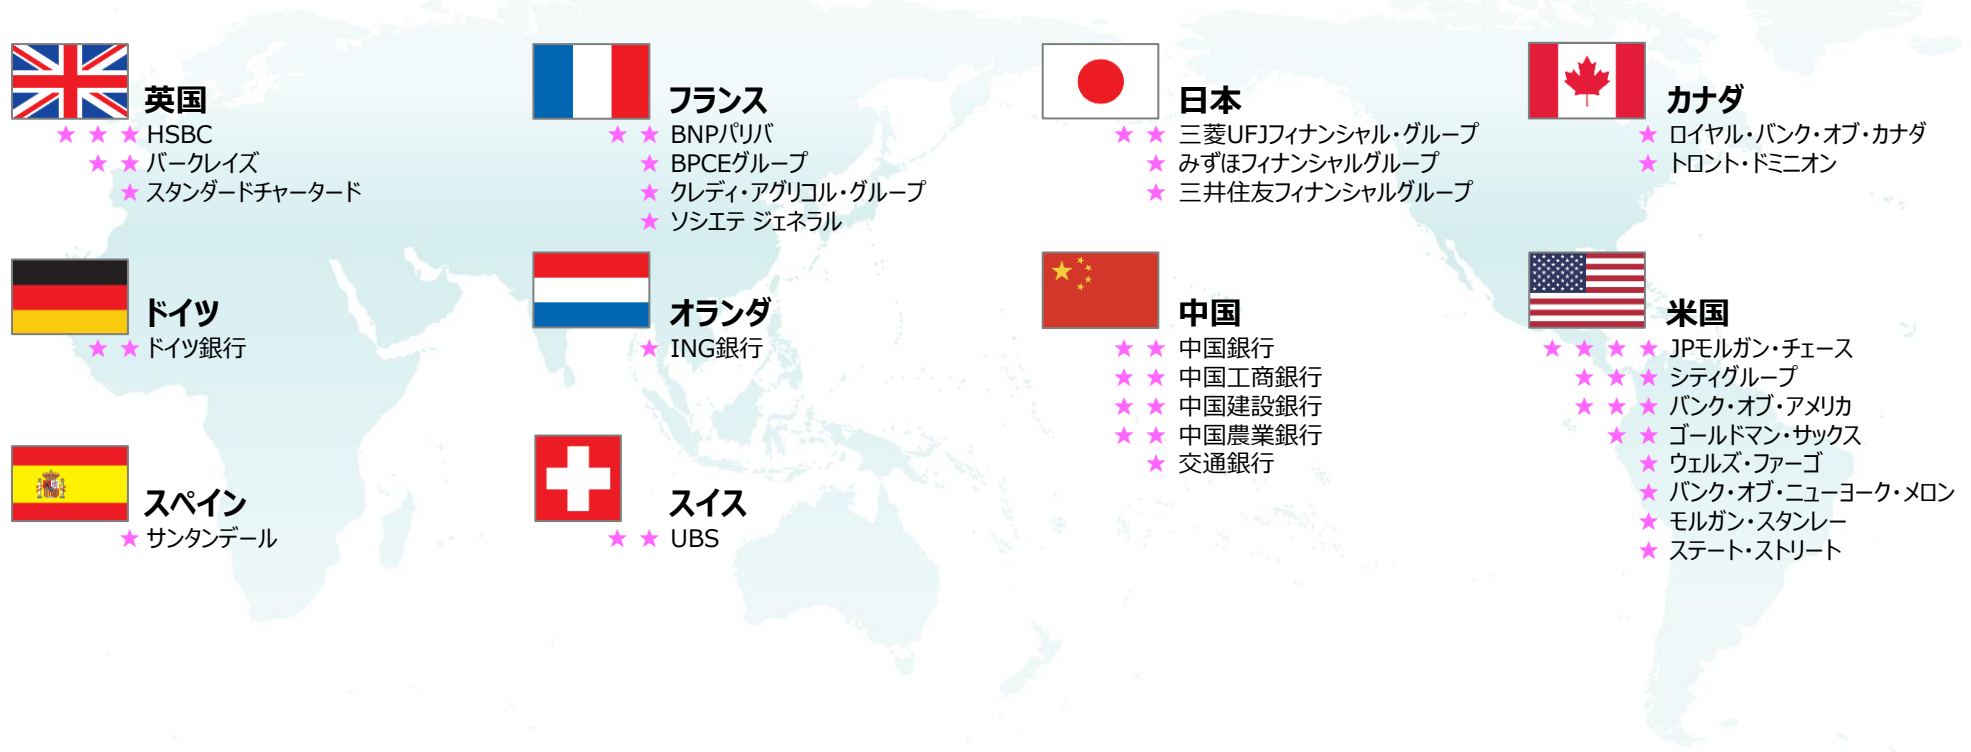 英国
★ ★ ★ HSBC
★ ★ バークレイズ
★ スタンダードチャータード
フランス
★ ★ BNPパリバ
★ BPCEグループ
★ クレディ・アグリコル・グループ
★ ソシエテ ジェネラル
日本
★ ★ 三菱UFJフィナンシャル・グループ
★ みずほフィナンシャルグループ
★ 三井住友フィナンシャルグループ
カナダ
★ ロイヤル・バンク・オブ・カナダ
★ トロント・ドミニオン
ドイツ
★ ★ ドイツ銀行
オランダ
★ ING銀行
中国
★ ★ 中国銀行
★ ★ 中国工商銀行
★ ★ 中国建設銀行
★ ★ 中国農業銀行
★ 交通銀行
米国
★ ★ ★ ★ JPモルガン・チェース
★ ★ ★ シティグループ
★ ★ ★ バンク・オブ・アメリカ
★ ★ ゴールドマン・サックス
★ ウェルズ・ファーゴ
★ バンク・オブ・ニューヨーク・メロン
★ モルガン・スタンレー
★ ステート・ストリート
スペイン
★ サンタンデール
スイス
★ ★ UBS